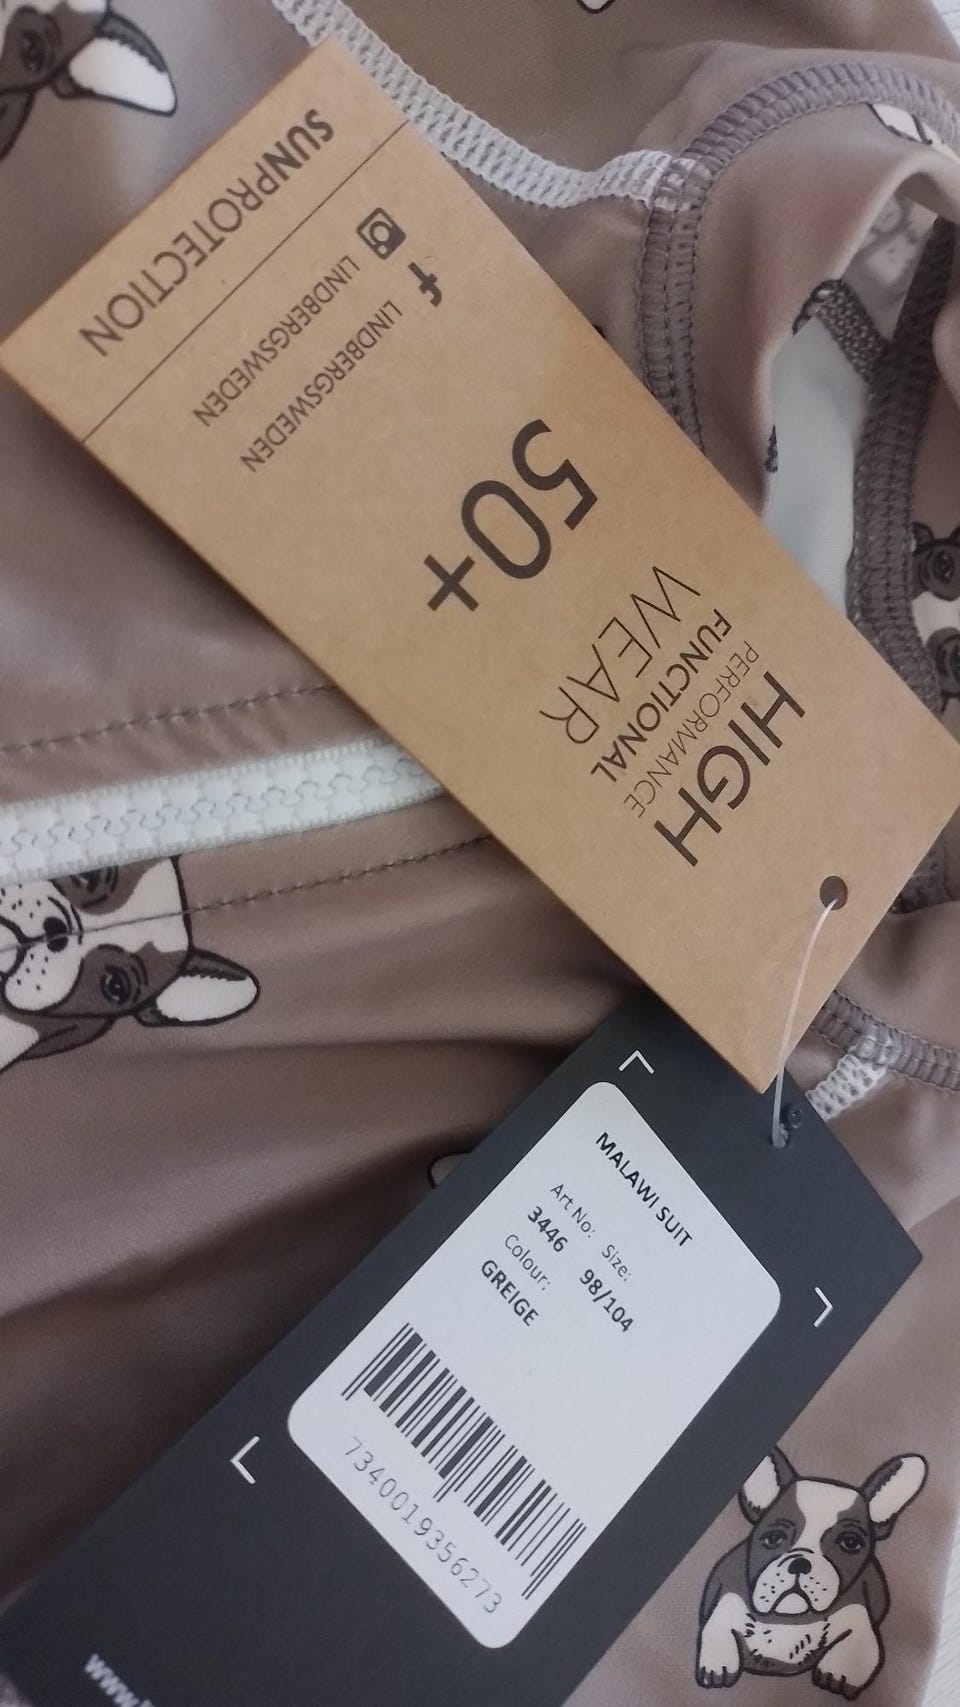 HIGH
PERFORMANCE
FUNCTIONAL
WEAR
50+
LINDBERGSWEDEN
LINDBERGSWEDEN
SUNPROTECTION
MALAWI SUIT
Art No: Size:
3446 98/104
Colour:
GREIGE
7340019356273
www.